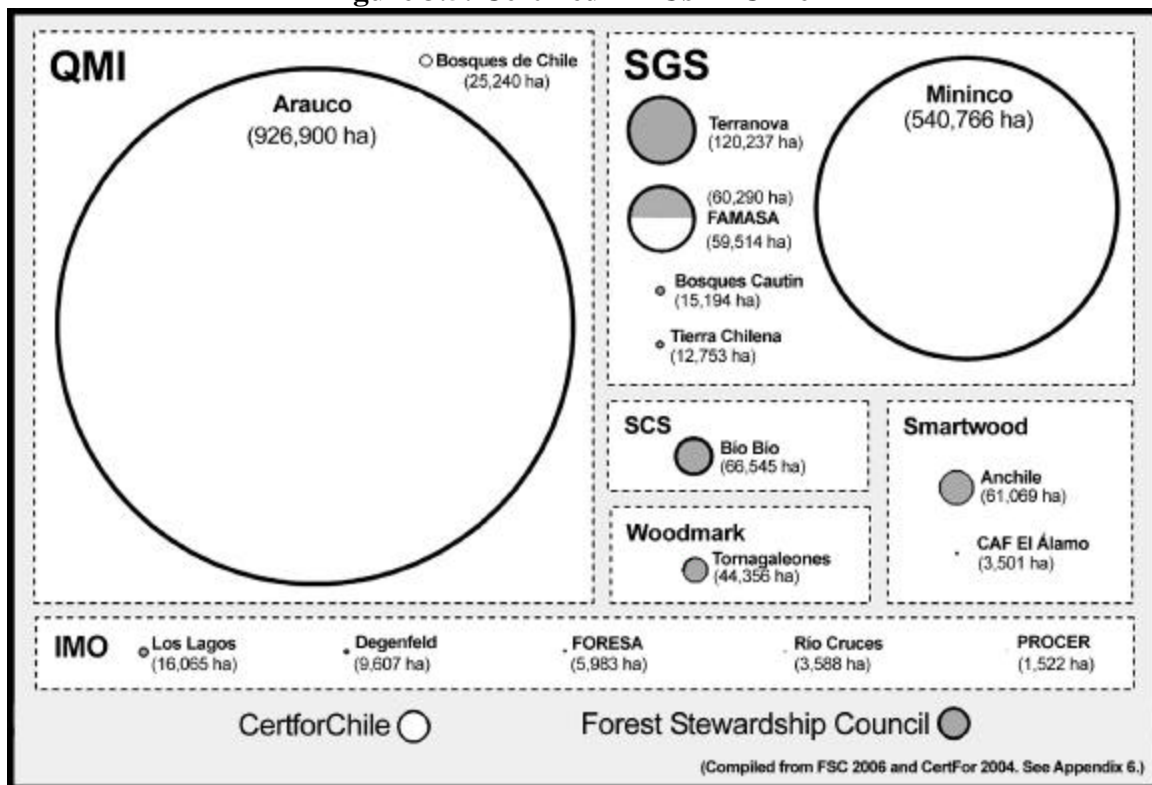 QMI
Bosques de Chile
(25,240 ha)
Arauco
(926,900 ha)
SGS
Terranova
(120,237 ha)
(60,290 ha)
FAMASA
(59,514 ha)
Bosques Cautin
(15,194 ha)
Tierra Chilena
(12,753 ha)
Mininco
(540,766 ha)
SCS
Bío Bío
(66,545 ha)
Woodmark
Tornagaleones
(44,356 ha)
Smartwood
Anchile
(61,069 ha)
CAF El Álamo
(3,501 ha)
IMO
Los Lagos
(16,065 ha)
Degenfeld
(9,607 ha)
FORESA
(5,983 ha)
Río Cruces
(3,588 ha)
PROCER
(1,522 ha)
CertforChile
Forest Stewardship Council
(Compiled from FSC 2006 and CertFor 2004. See Appendix 6.)